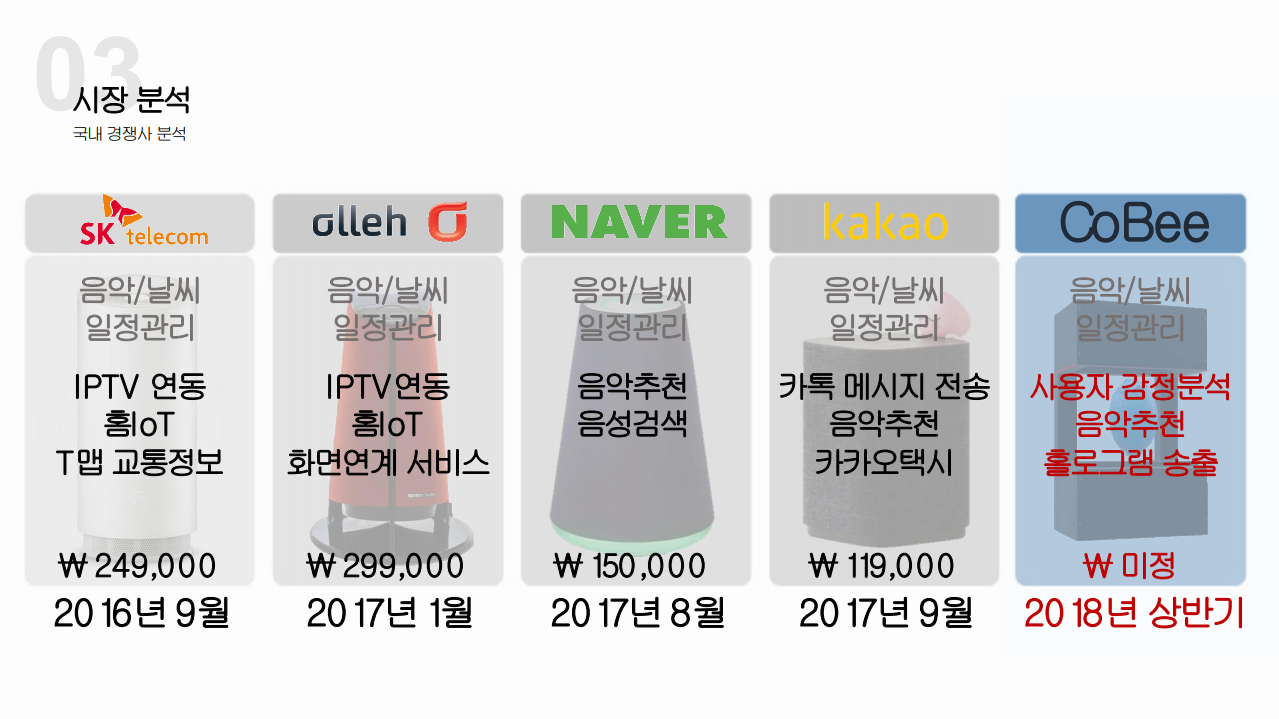 03
시장 분석
국내 경쟁사 분석
SK telecom
음악/날씨
일정관리
IPTV 연동
홈IoT
T맵 교통정보
₩ 249,000
2016년 9월
olleh
음악/날씨
일정관리
IPTV연동
홈IoT
화면연계 서비스
₩ 299,000
2017년 1월
NAVER
음악/날씨
일정관리
음악추천
음성검색
₩ 150,000
2017년 8월
kakao
음악/날씨
일정관리
카톡 메시지 전송
음악추천
카카오택시
₩ 119,000
2017년 9월
CoBee
음악/날씨
일정관리
사용자 감정분석
음악추천
홀로그램 송출
₩ 미정
2018년 상반기